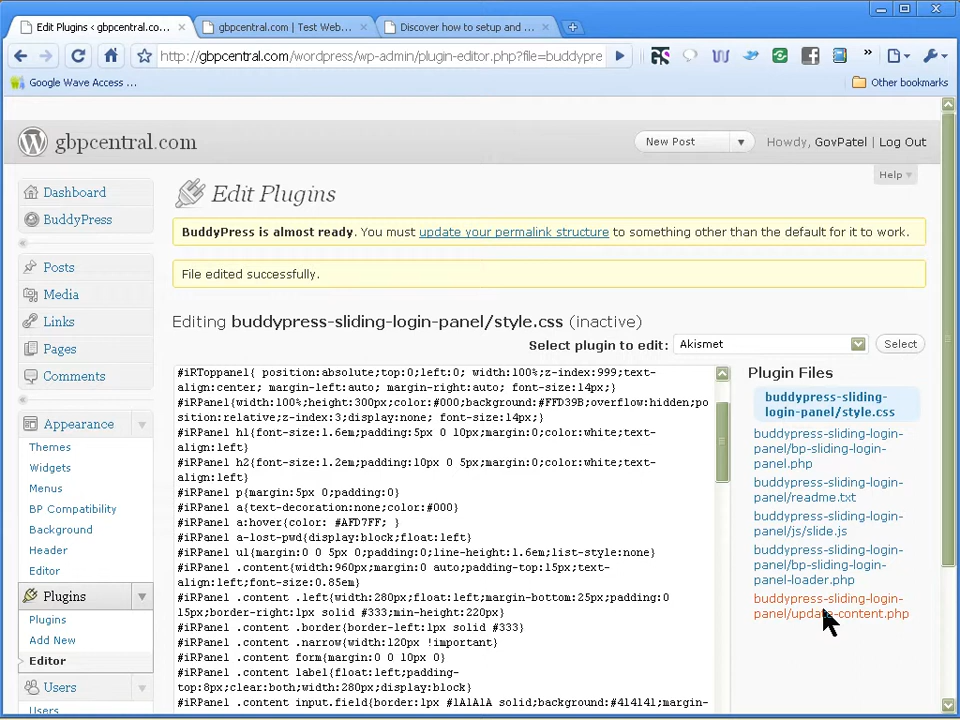 Edit Plugins < gbpcentral.co...
gbpcentral.com | Test Web...
Discover how to setup and ...
http://gbpcentral.com/wordpress/wp-admin/plugin-editor.php?file=buddypre
Google Wave Access ...
Other bookmarks
gbpcentral.com
New Post
Howdy, GovPatel | Log Out
Help
Dashboard
BuddyPress
Posts
Media
Links
Pages
Comments
Appearance
Themes
Widgets
Menus
BP Compatibility
Background
Header
Editor
Plugins
Plugins
Add New
Editor
Users
Users
Edit Plugins
BuddyPress is almost ready. You must update your permalink structure to something other than the default for it to work.
File edited successfully.
Editing buddypress-sliding-login-panel/style.css (inactive)
Select plugin to edit: Akismet Select
#iRToppanel{ position:absolute;top:0;left:0; width:100%;z-index:999;text-
align:center; margin-left:auto; margin-right:auto; font-size:14px;}
#iRPanel{width:100%;height:300px;color:#000;background:#FFD39B;overflow:hidden;po
sition:relative;z-index:3;display:none; font-size:14px;}
#iRPanel h1{font-size:1.6em;padding:5px 0 10px;margin:0;color:white;text-
align:left}
#iRPanel h2{font-size:1.2em;padding:10px 0 5px;margin:0;color:white;text-
align:left}
#iRPanel p{margin:5px 0;padding:0}
#iRPanel a{text-decoration:none;color:#000}
#iRPanel a:hover{color: #AFD7FF; }
#iRPanel a-lost-pwd{display:block;float:left}
#iRPanel ul{margin:0 0 5px 0;padding:0;line-height:1.6em;list-style:none}
#iRPanel .content{width:960px;margin:0 auto;padding-top:15px;text-
align:left;font-size:0.85em}
#iRPanel .content .left{width:280px;float:left;margin-bottom:25px;padding:0
15px;border-right:1px solid #333;min-height:220px}
#iRPanel .content .border{border-left:1px solid #333}
#iRPanel .content .narrow{width:120px !important}
#iRPanel .content form{margin:0 0 10px 0}
#iRPanel .content label{float:left;padding-
top:8px;clear:both;width:280px;display:block}
#iRPanel .content input.field{border:1px #1A1A1A solid;background:#414141;margin-
Plugin Files
buddypress-sliding-
login-panel/style.css
buddypress-sliding-login-
panel/bp-sliding-login-
panel.php
buddypress-sliding-login-
panel/readme.txt
buddypress-sliding-login-
panel/js/slide.js
buddypress-sliding-login-
panel/bp-sliding-login-
panel-loader.php
buddypress-sliding-login-
panel/update-content.php